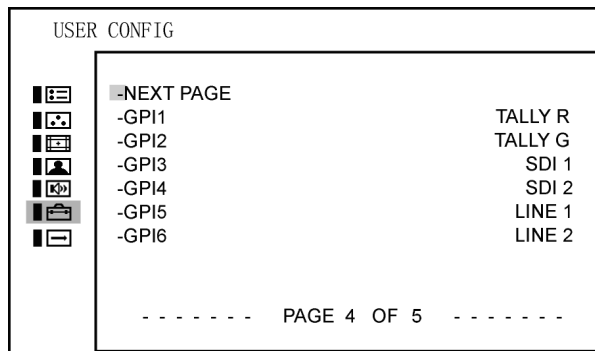 USER CONFIG
-NEXT PAGE
-GPI1 TALLY R
-GPI2 TALLY G
-GPI3 SDI 1
-GPI4 SDI 2
-GPI5 LINE 1
-GPI6 LINE 2
- - - - - - - PAGE 4 OF 5 - - - - - - -